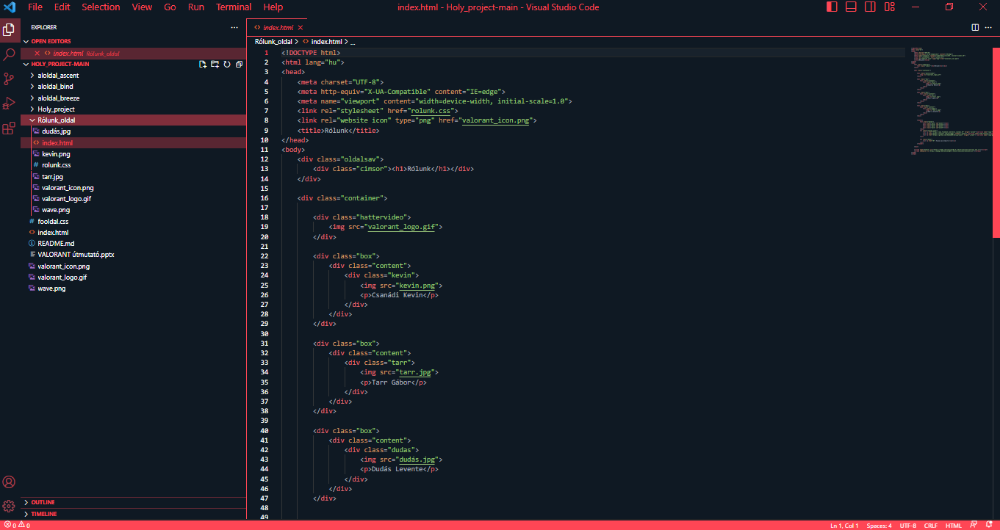 File Edit Selection View Go Run Terminal Help
index.html - Holy_project-main - Visual Studio Code
EXPLORER
OPEN EDITORS
index.html Rólunk_oldal
HOLY_PROJECT-MAIN
aloldal_ascent
aloldal_bind
aloldal_breeze
Holy_project
Rólunk_oldal
dudás.jpg
index.html
kevin.png
rolunk.css
tarr.jpg
valorant_icon.png
valorant_logo.gif
wave.png
fooldal.css
index.html
README.md
VALORANT útmutató.pptx
valorant_icon.png
valorant_logo.gif
wave.png
OUTLINE
TIMELINE
index.html
Rólunk_oldal > index.html > ...
1 <!DOCTYPE html>
2 <html lang="hu">
3 <head>
4 <meta charset="UTF-8">
5 <meta http-equiv="X-UA-Compatible" content="IE=edge">
6 <meta name="viewport" content="width=device-width, initial-scale=1.0">
7 <link rel="stylesheet" href="rolunk.css">
8 <link rel="website icon" type="png" href="valorant_icon.png">
9 <title>Rólunk</title>
10 </head>
11 <body>
12 <div class="oldalsav">
13 <div class="cimsor"><h1>Rólunk</h1></div>
14 </div>
15
16 <div class="container">
17
18 <div class="hattervideo">
19 <img src="valorant_logo.gif">
20 </div>
21
22 <div class="box">
23 <div class="content">
24 <div class="kevin">
25 <img src="kevin.png">
26 <p>Csanádi Kevin</p>
27 </div>
28 </div>
29 </div>
30
31 <div class="box">
32 <div class="content">
33 <div class="tarr">
34 <img src="tarr.jpg">
35 <p>Tarr Gábor</p>
36 </div>
37 </div>
38 </div>
39
40 <div class="box">
41 <div class="content">
42 <div class="dudas">
43 <img src="dudás.jpg">
44 <p>Dudás Levente</p>
45 </div>
46 </div>
47 </div>
48
49
0 0
Ln 1, Col 1 Spaces: 4 UTF-8 CRLF HTML